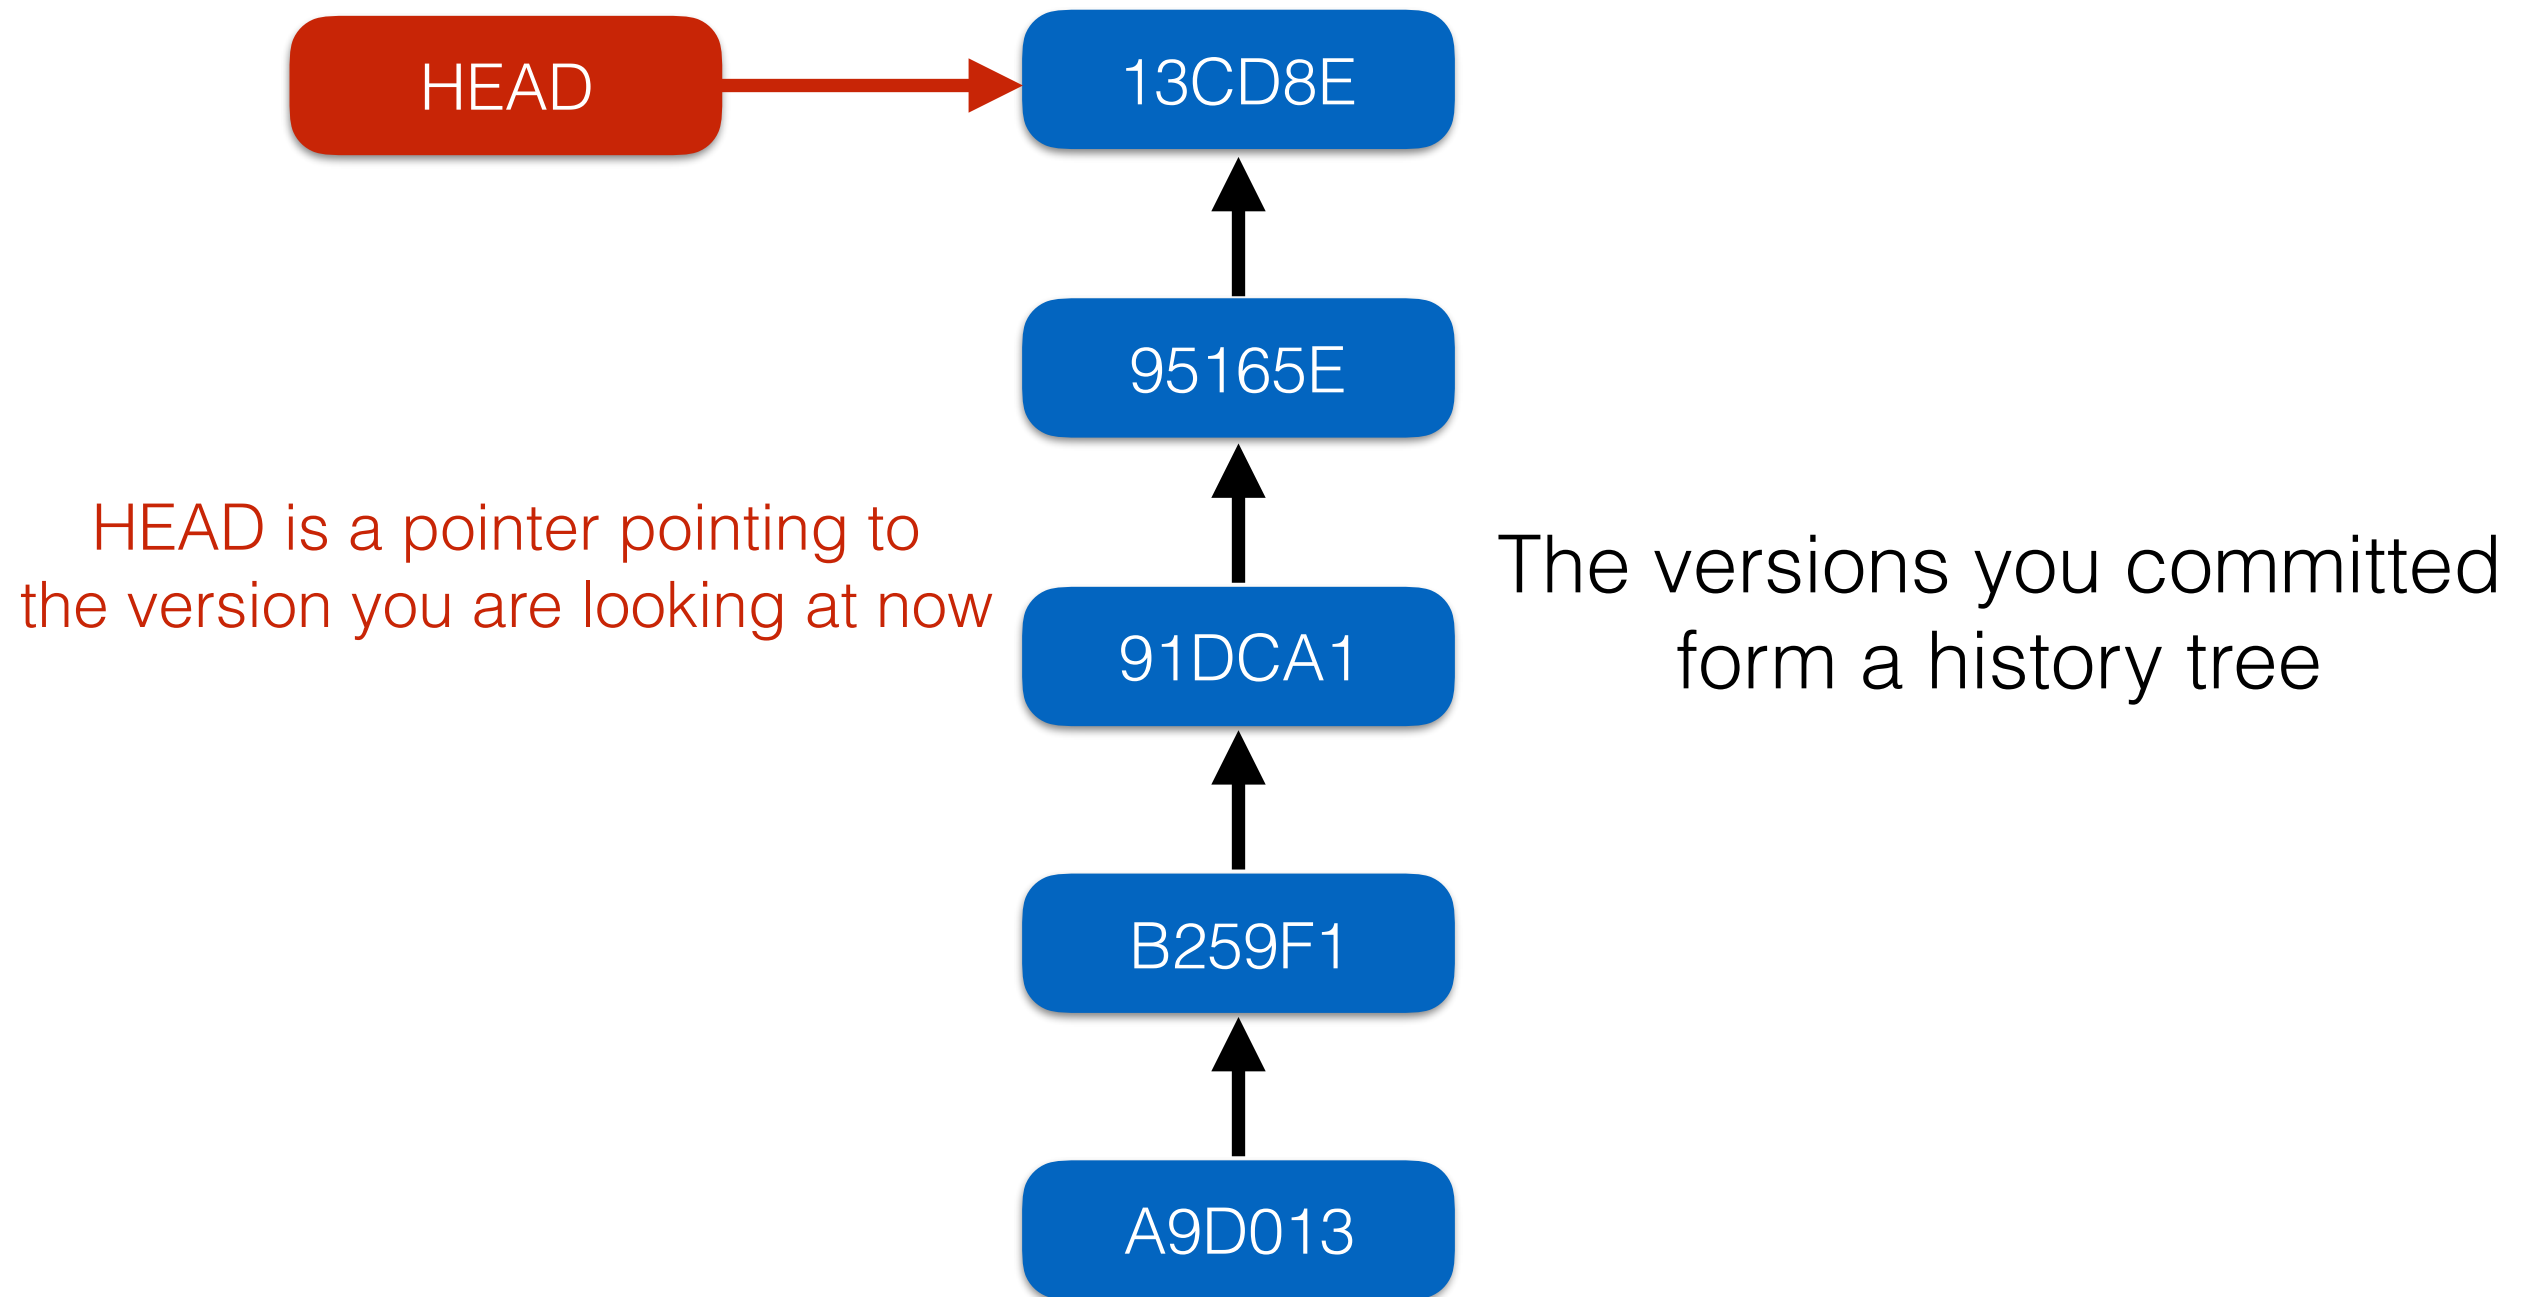 HEAD
13CD8E
95165E
HEAD is a pointer pointing to
the version you are looking at now
The versions you committed
form a history tree
91DCA1
B259F1
A9D013